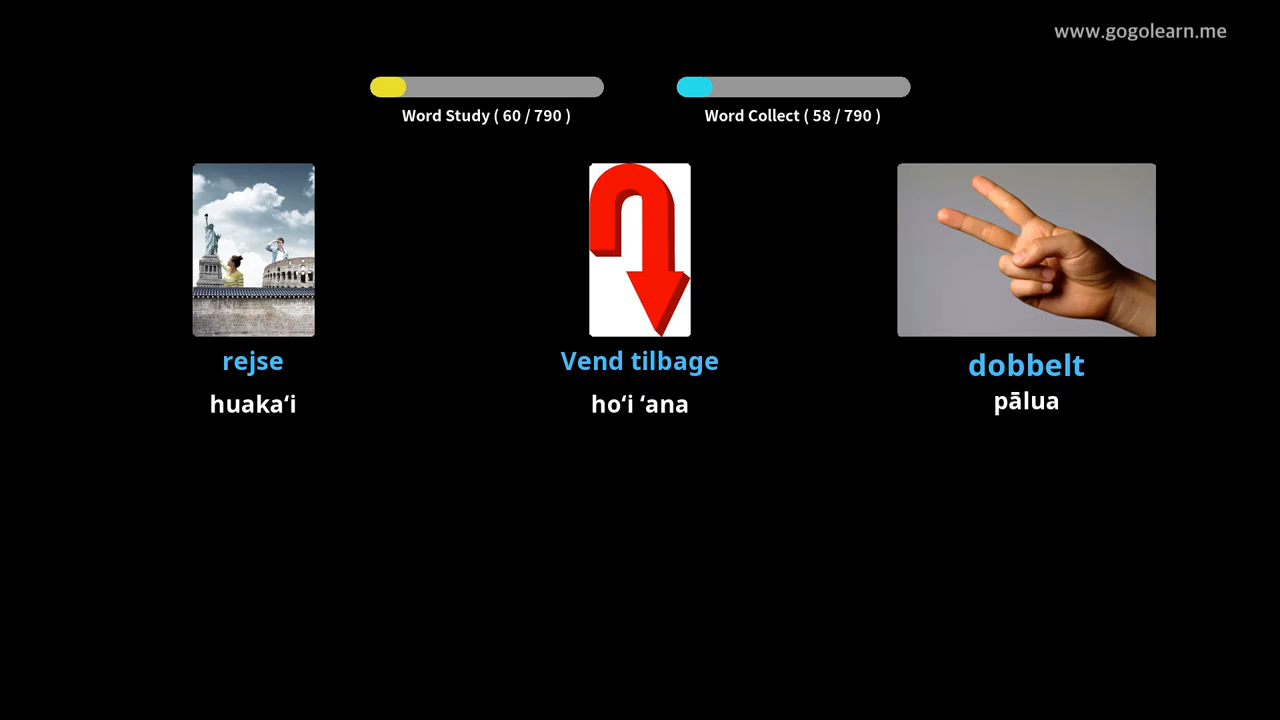 www.gogolearn.me
Word Study ( 60 / 790 )
Word Collect ( 58 / 790 )
rejse
huakaʻi
Vend tilbage
hoʻi ʻana
dobbelt
pālua